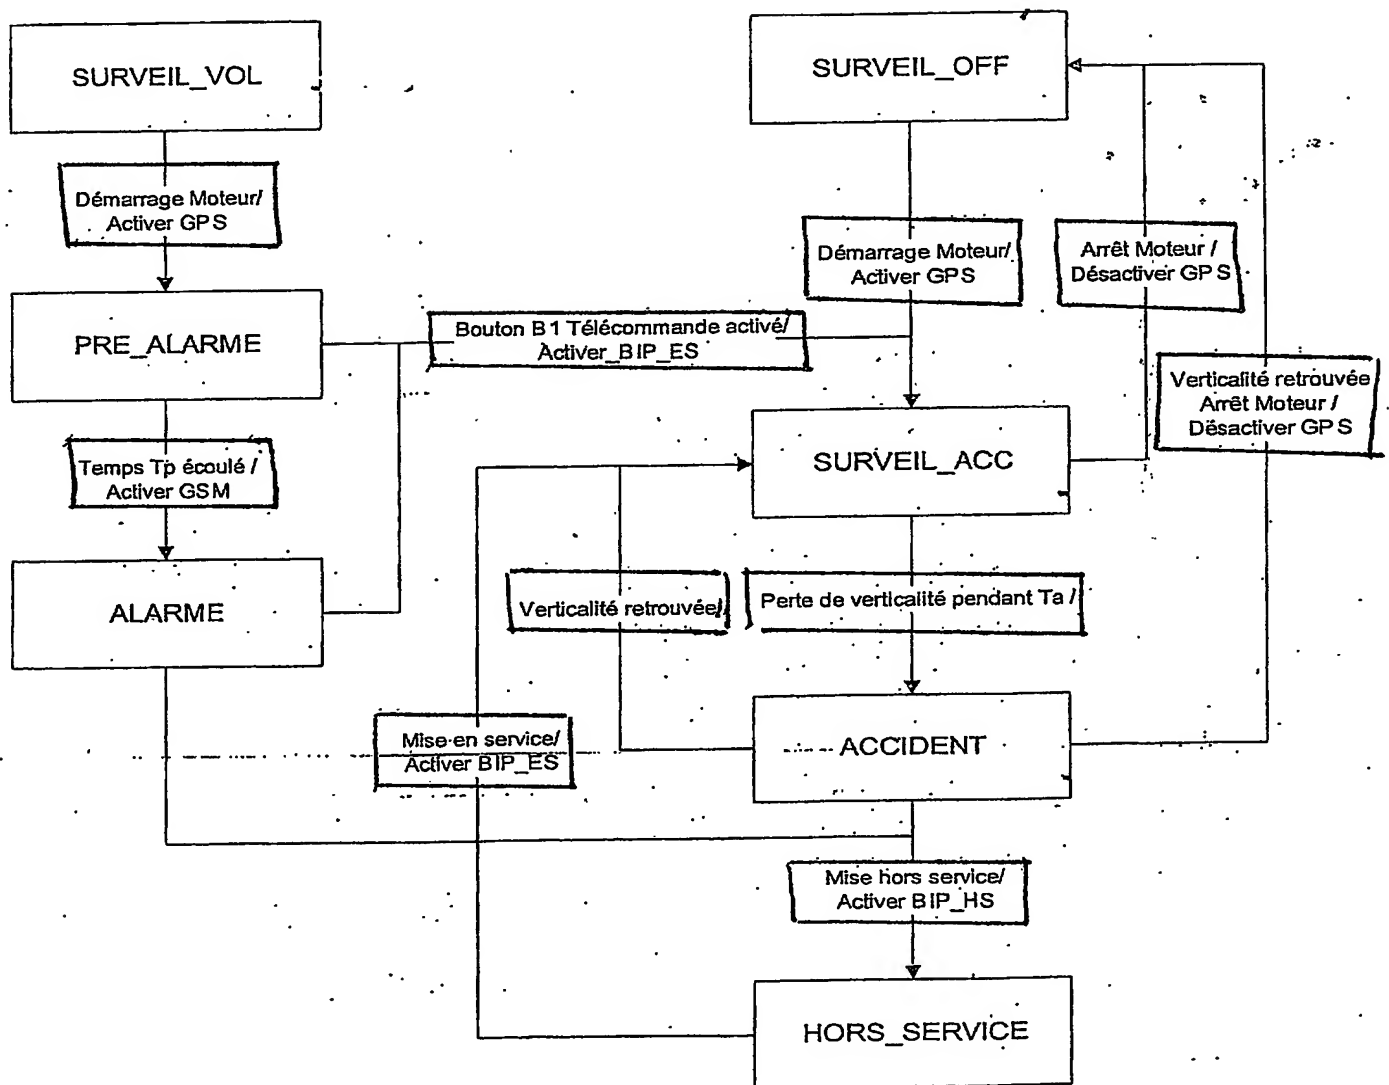 SURVEIL_VOL
SURVEIL_OFF
Démarrage Moteur/
Activer GPS
Démarrage Moteur/
Activer GPS
Arrêt Moteur /
Désactiver GPS
PRE_ALARME
Bouton B1 Télécommande activé/
Activer_BIP_ES
Verticalité retrouvée
Arrêt Moteur /
Désactiver GPS
Temps Tp écoulé /
Activer GSM
SURVEIL_ACC
ALARME
Verticalité retrouvée/
Perte de verticalité pendant Ta /
Mise en service/
Activer BIP_ES
ACCIDENT
Mise hors service/
Activer BIP_HS
HORS_SERVICE